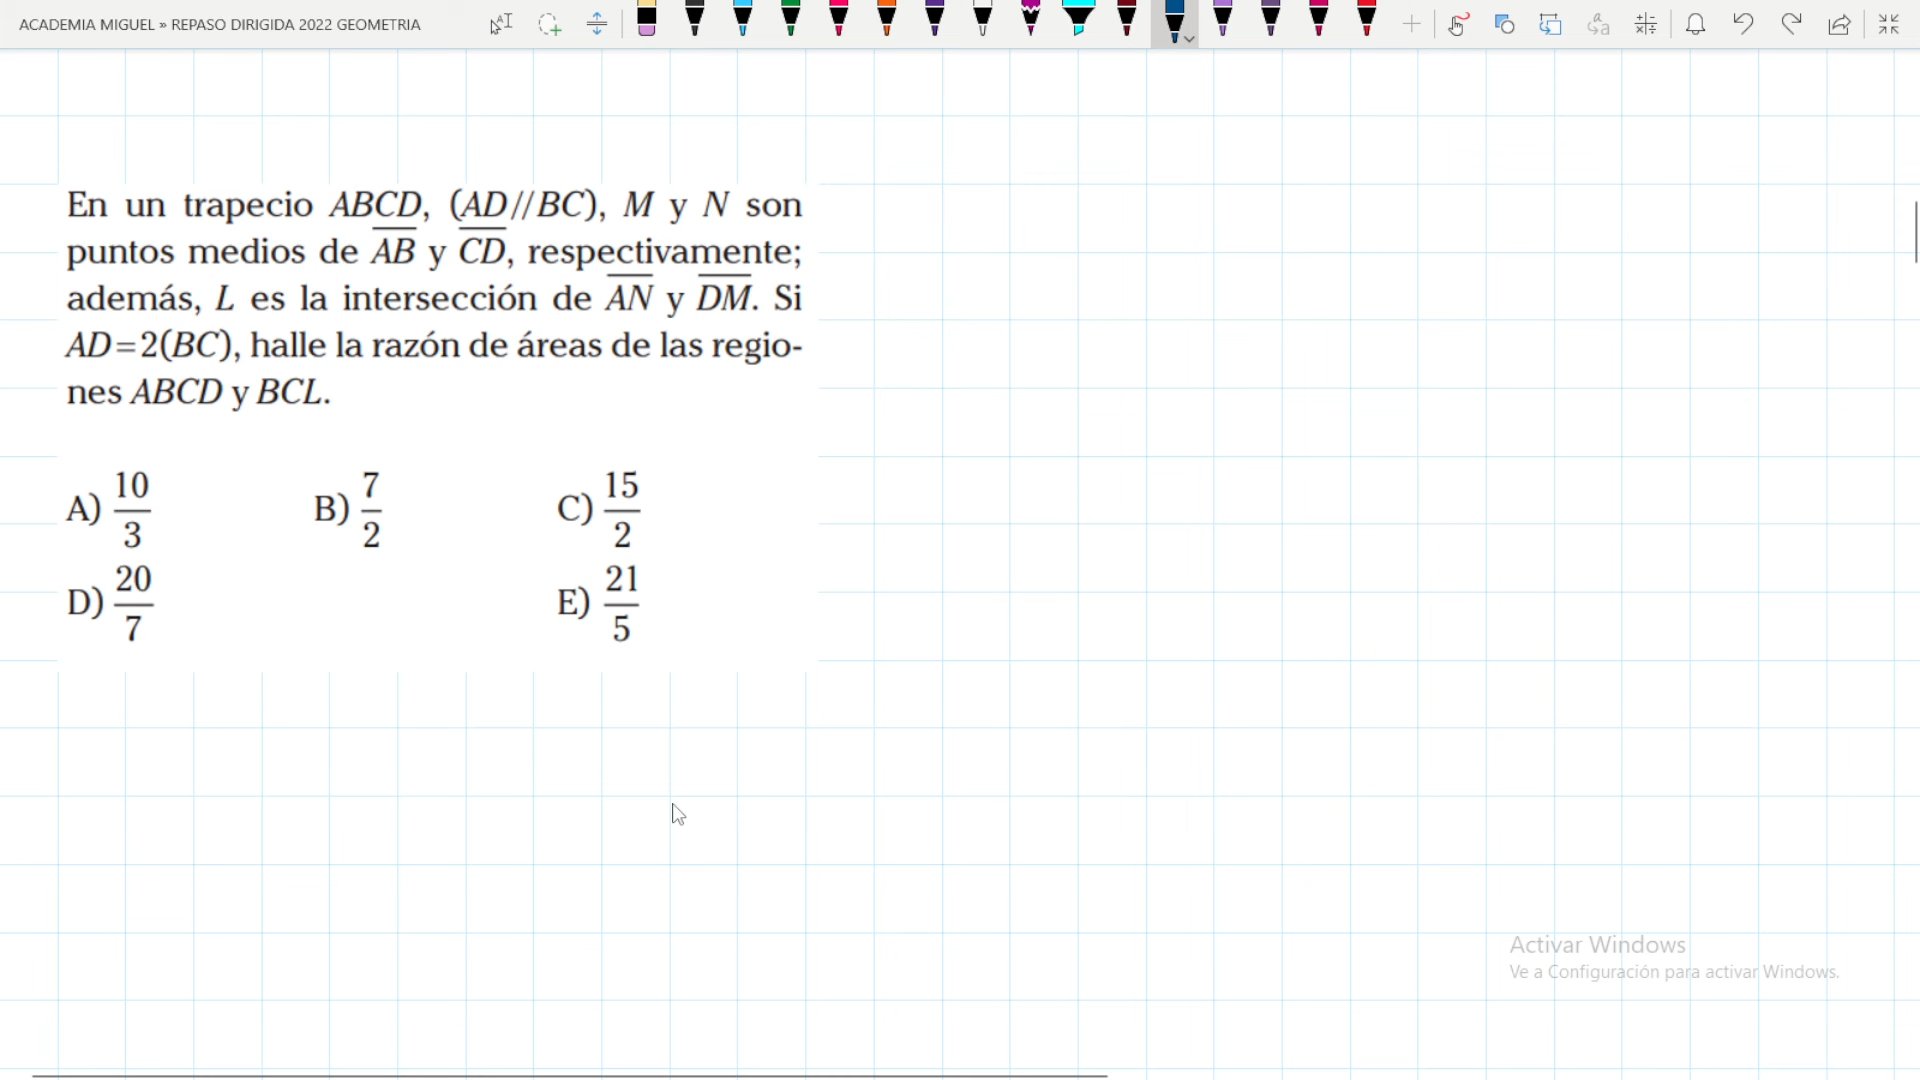 ACADEMIA MIGUEL » REPASO DIRIGIDA 2022 GEOMETRIA
En un trapecio ABCD, (AD//BC), M y N son
puntos medios de AB y CD, respectivamente;
además, L es la intersección de AN y DM. Si
AD=2(BC), halle la razón de áreas de las regio-
nes ABCD y BCL.
A) 10/3 B) 7/2 C) 15/2
D) 20/7 E) 21/5
Activar Windows
Ve a Configuración para activar Windows.